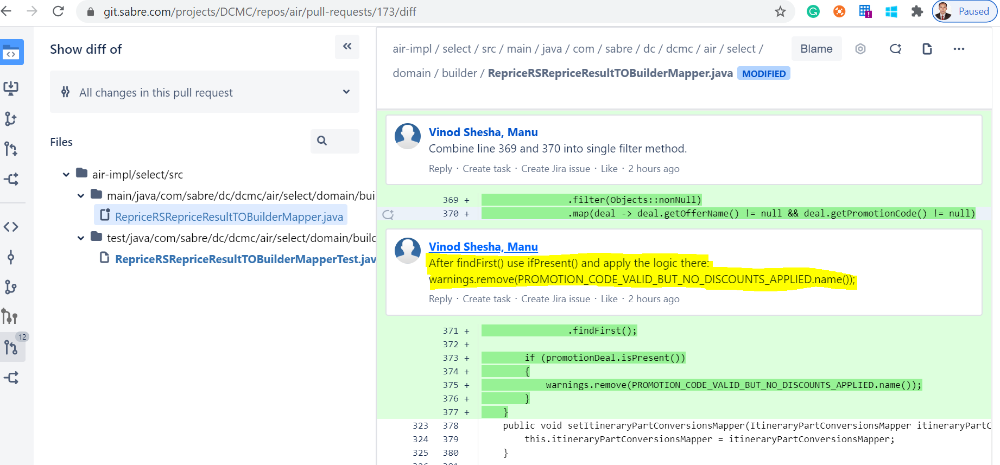 git.sabre.com/projects/DCMC/repos/air/pull-requests/173/diff
Paused
Show diff of
All changes in this pull request
Files
air-impl/select/src
main/java/com/sabre/dc/dcmc/air/select/domain/bui
RepriceRSRepriceResultTOBuilderMapper.java
test/java/com/sabre/dc/dcmc/air/select/domain/build
RepriceRSRepriceResultTOBuilderMapperTest.jav
12
air-impl / select / src / main / java / com / sabre / dc / dcmc / air / select /
domain / builder / RepriceRSRepriceResultTOBuilderMapper.java MODIFIED
Blame
Vinod Shesha, Manu
Combine line 369 and 370 into single filter method.
Reply · Create task · Create Jira issue · Like · 2 hours ago
369 + .filter(Objects::nonNull)
370 + .map(deal -> deal.getOfferName() != null && deal.getPromotionCode() != null)
Vinod Shesha, Manu
After findFirst() use ifPresent() and apply the logic there:
warnings.remove(PROMOTION_CODE_VALID_BUT_NO_DISCOUNTS_APPLIED.name());
Reply · Create task · Create Jira issue · Like · 2 hours ago
371 + .findFirst();
372 +
373 + if (promotionDeal.isPresent())
374 + {
375 + warnings.remove(PROMOTION_CODE_VALID_BUT_NO_DISCOUNTS_APPLIED.name());
376 + }
377 + }
323 378 public void setItineraryPartConversionsMapper(ItineraryPartConversionsMapper itineraryPartC
324 379 this.itineraryPartConversionsMapper = itineraryPartConversionsMapper;
325 380 }